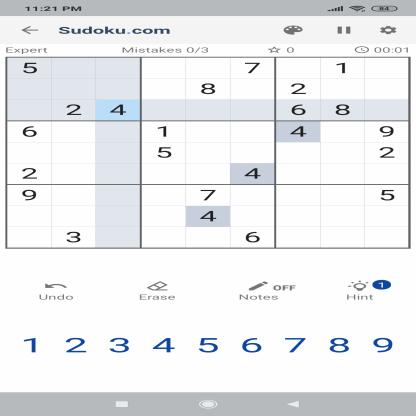 11:21 PM 84
Sudoku.com
Expert Mistakes 0/3 0 00:01
5 7 1
8 2
2 4 6 8
6 1 4 9
5 2
2 4
9 7 5
4
3 6
OFF 1
Undo Erase Notes Hint
1 2 3 4 5 6 7 8 9